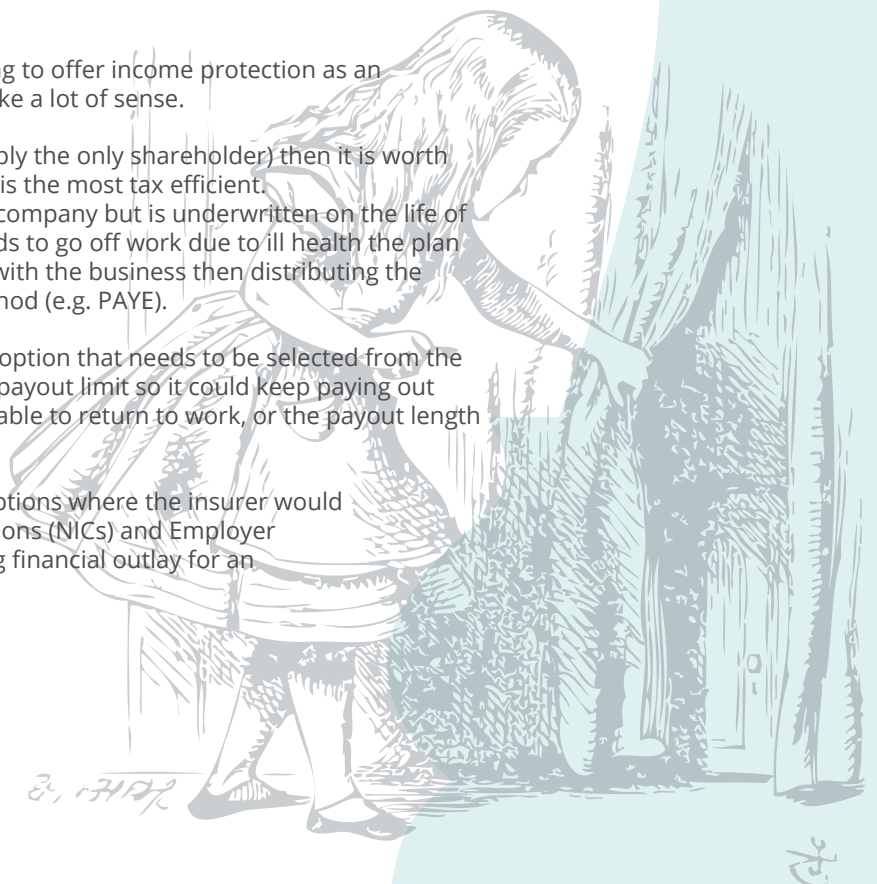 g to offer income protection as an
ke a lot of sense.
bly the only shareholder) then it is worth
is the most tax efficient.
company but is underwritten on the life of
ds to go off work due to ill health the plan
with the business then distributing the
hod (e.g. PAYE).
option that needs to be selected from the
payout limit so it could keep paying out
able to return to work, or the payout length
ptions where the insurer would
ons (NICs) and Employer
g financial outlay for an